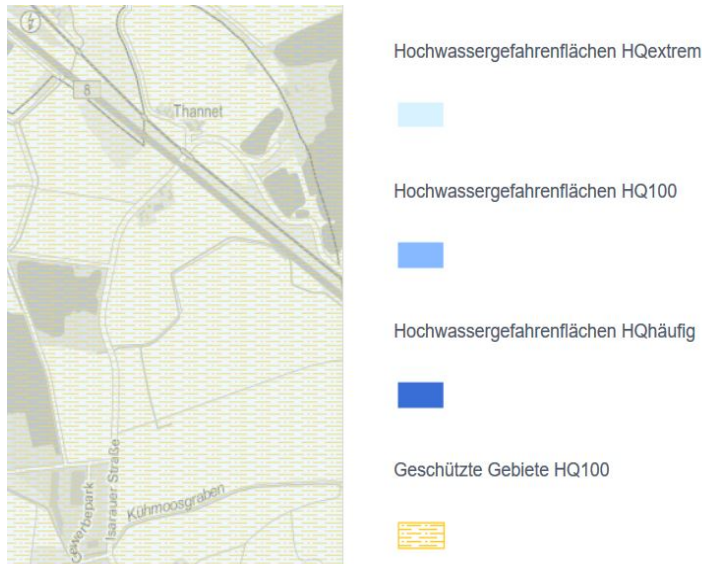 8
Thannet
Isarauer Straße
Gewerbepark
Kühmoosgraben
Hochwassergefahrenflächen HQextrem
Hochwassergefahrenflächen HQ100
Hochwassergefahrenflächen HQhäufig
Geschützte Gebiete HQ100